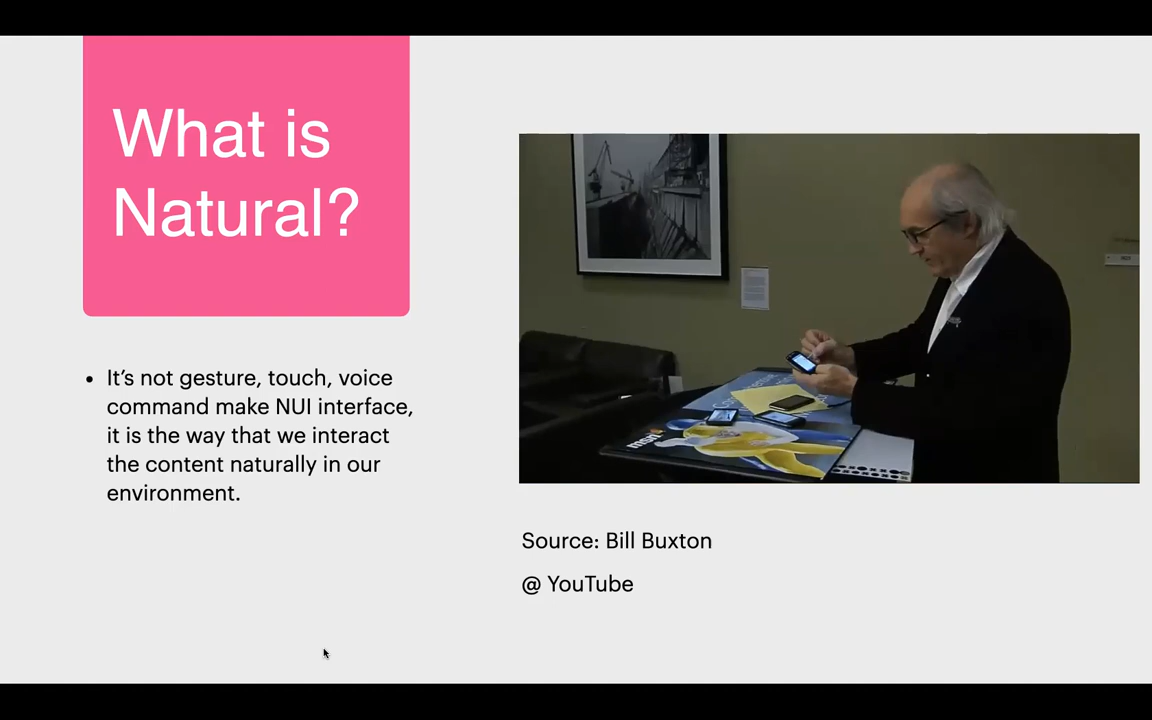 What is
Natural?
It's not gesture, touch, voice
command make NUI interface,
it is the way that we interact
the content naturally in our
environment.
msn
Source: Bill Buxton
@ YouTube